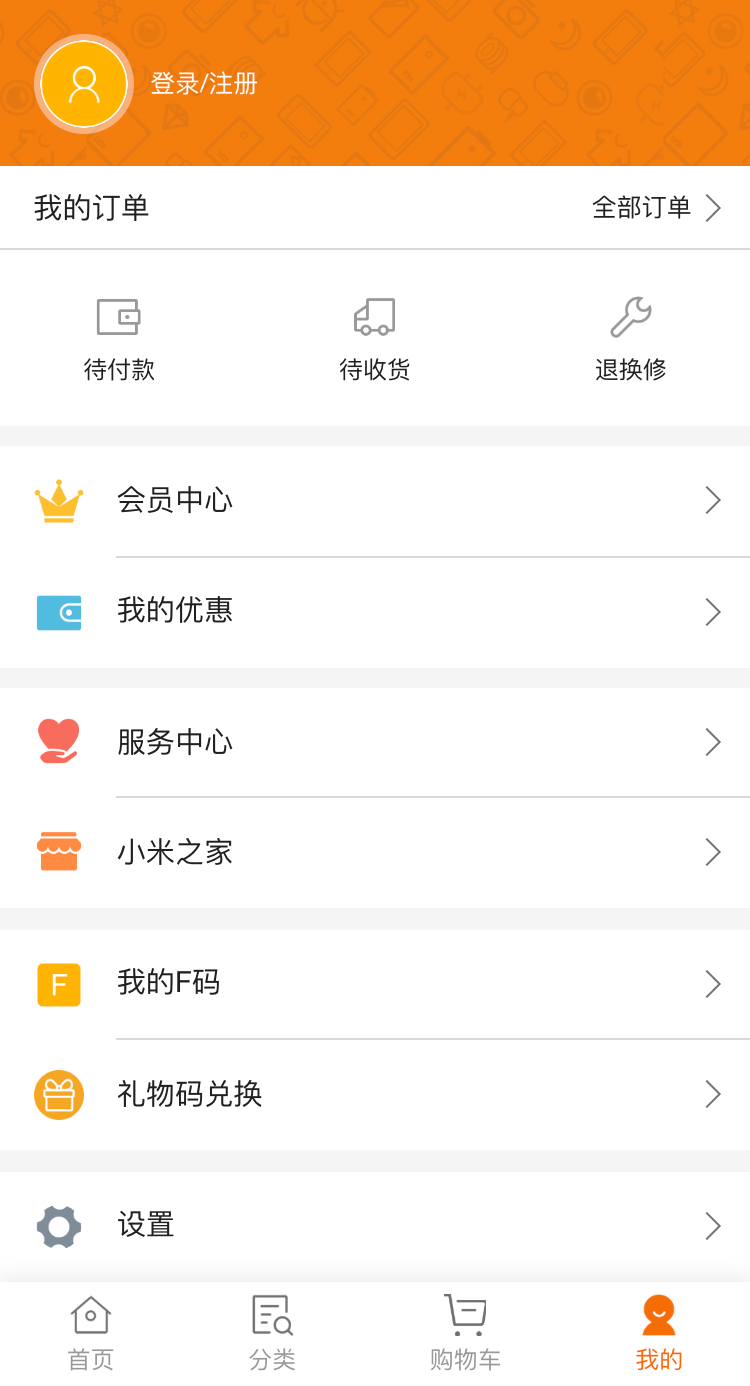 登录/注册
我的订单
全部订单
待付款
待收货
退换修
会员中心
我的优惠
服务中心
小米之家
F
我的F码
礼物码兑换
设置
首页
分类
购物车
我的